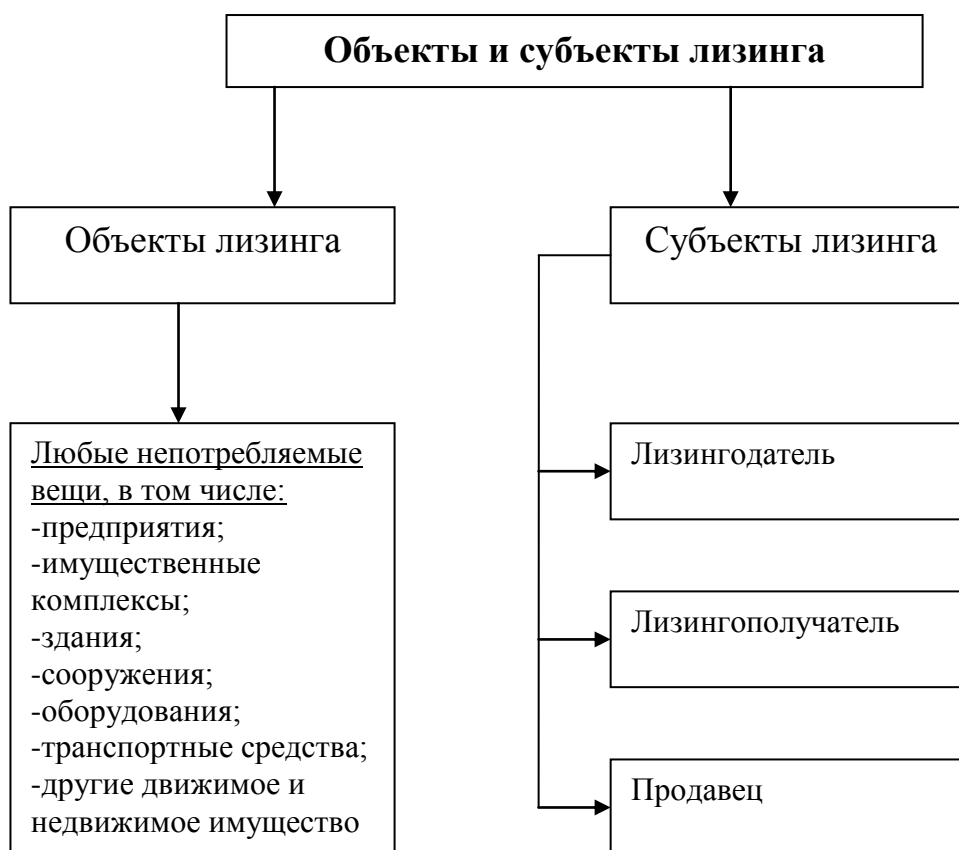 Объекты и субъекты лизинга
Объекты лизинга
Субъекты лизинга
Любые непотребляемые
вещи, в том числе:
-предприятия;
-имущественные
комплексы;
-здания;
-сооружения;
-оборудования;
-транспортные средства;
-другие движимое и
недвижимое имущество
Лизингодатель
Лизингополучатель
Продавец